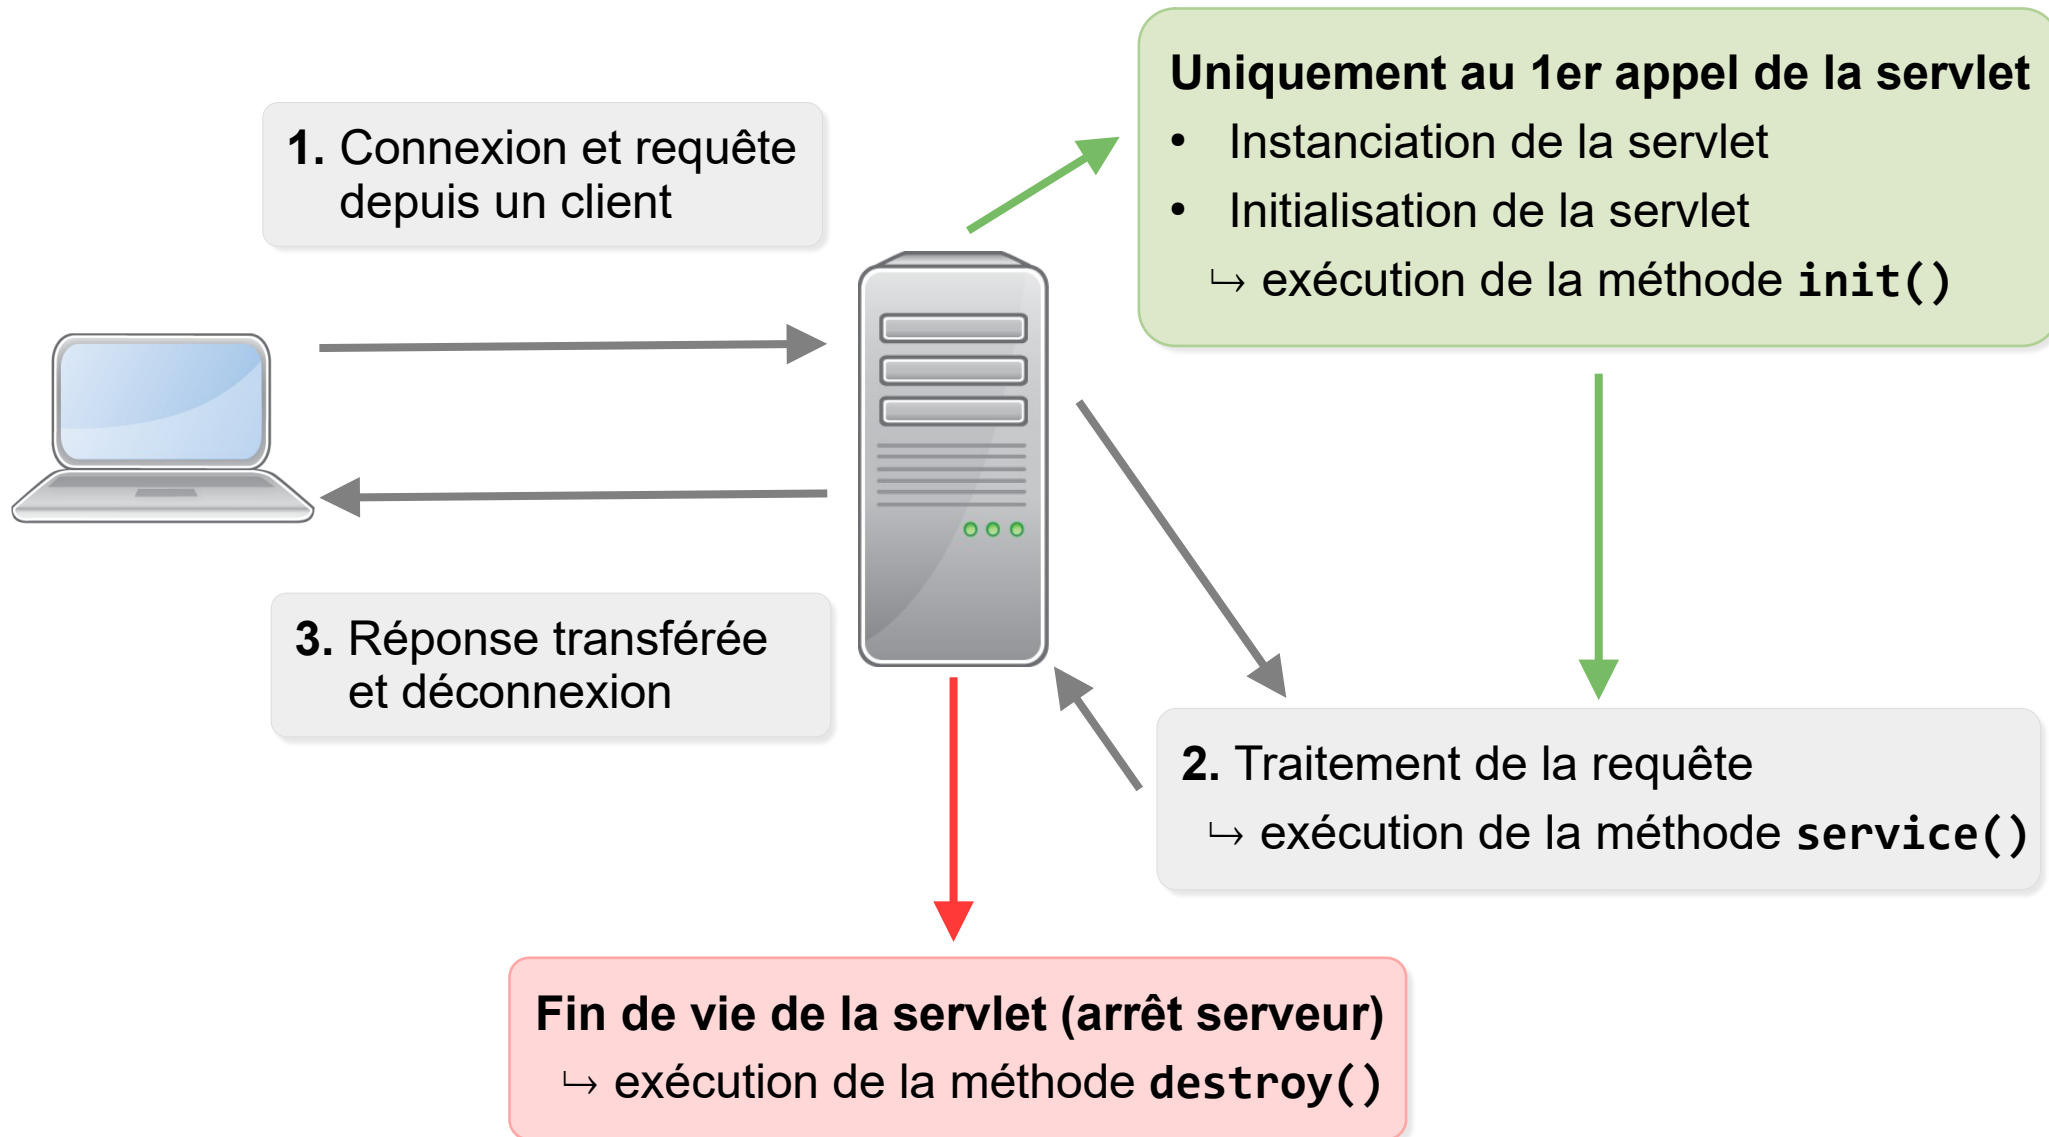 1. Connexion et requête
depuis un client
Uniquement au 1er appel de la servlet
• Instanciation de la servlet
• Initialisation de la servlet
↪ exécution de la méthode init()
2. Traitement de la requête
↪ exécution de la méthode service()
3. Réponse transférée
et déconnexion
Fin de vie de la servlet (arrêt serveur)
↪ exécution de la méthode destroy()